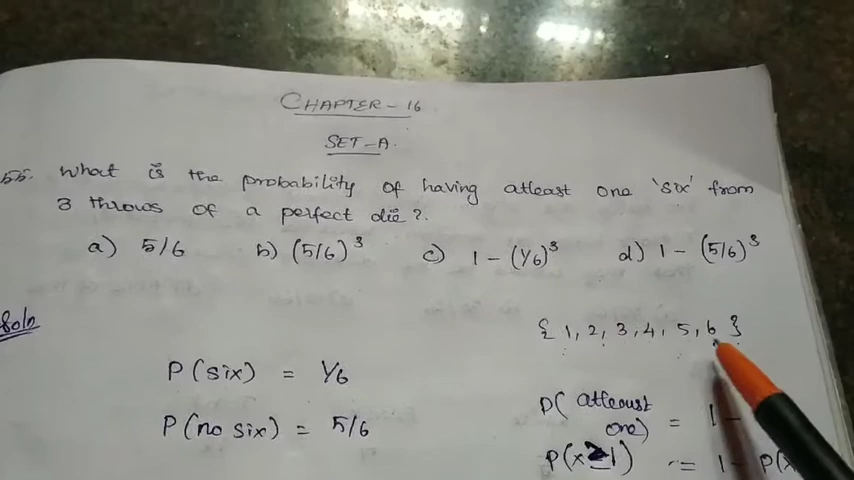 CHAPTER-16
SET-A.
55. What is the probability of having atleast one 'six' from
3 throws of a perfect die?.
a) 5/6 b) (5/6)³ c) 1 - (1/6)³ d) 1 - (5/6)³
Soln
{ 1, 2, 3, 4, 5, 6 }
P(six) = 1/6
P(no six) = 5/6
P( atleast
one) = 1 -
P(x≥1) = 1 - P(x